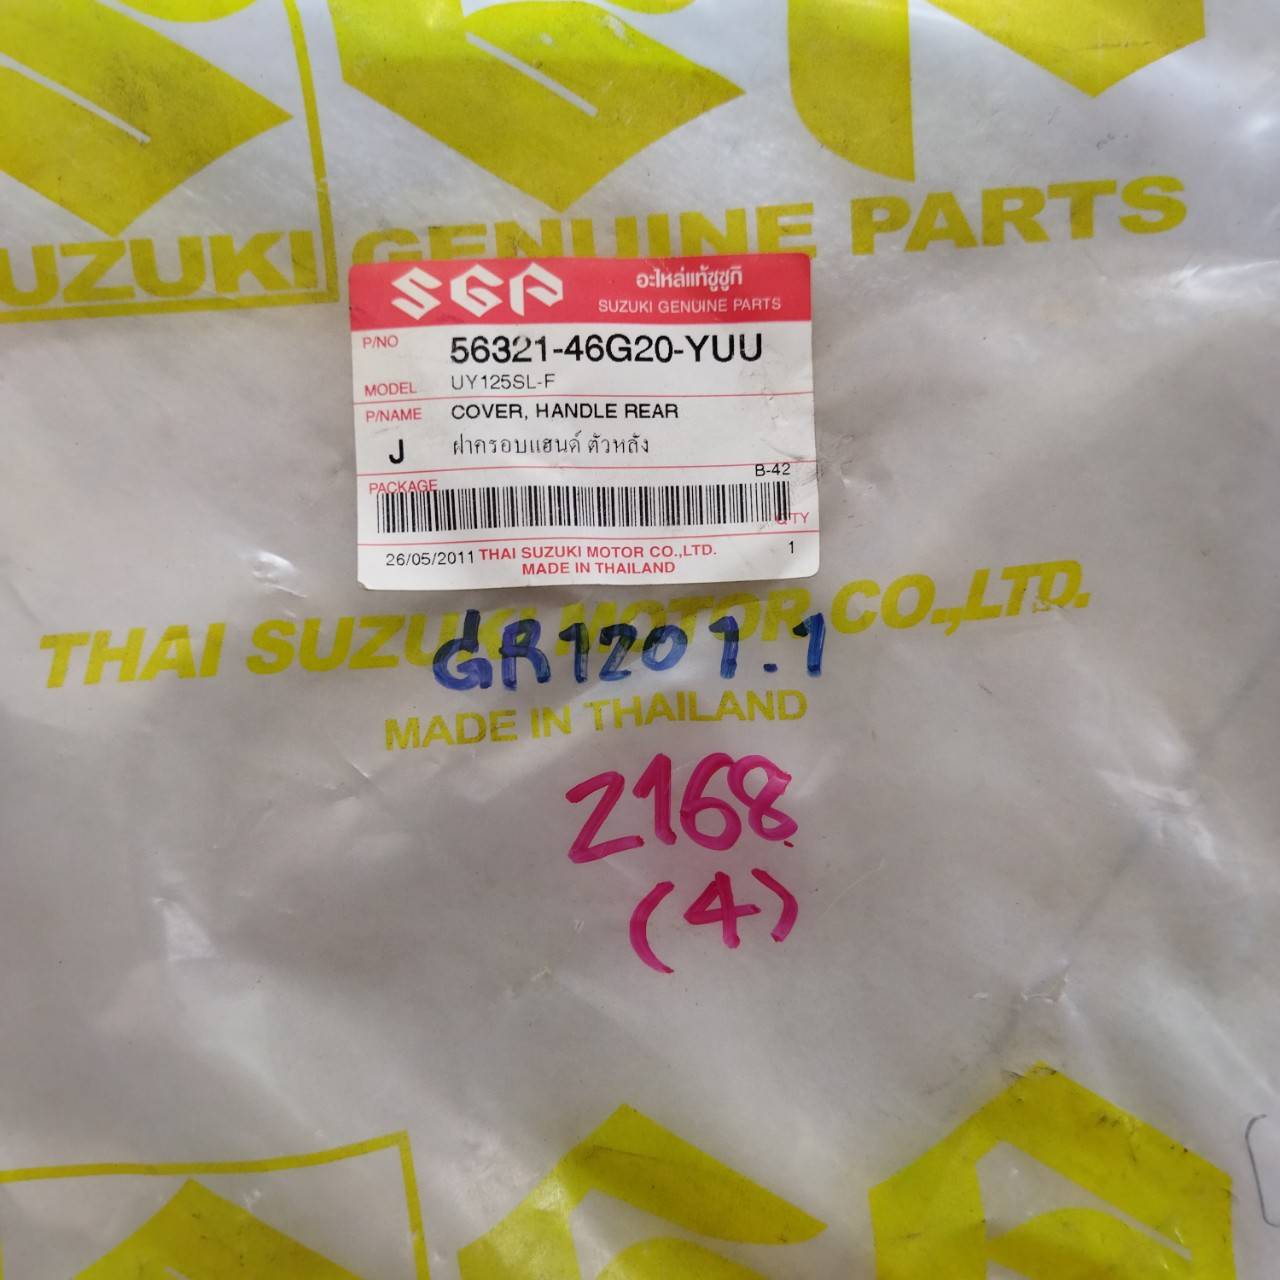 SUZUKI GENUINE PARTS
SGP อะไหล่แท้ซูซูกิ
SUZUKI GENUINE PARTS
P/NO 56321-46G20-YUU
MODEL UY125SL-F
P/NAME COVER, HANDLE REAR
J ฝาครอบแฮนด์ ตัวหลัง
B-42
PACKAGE
Q'TY
26/05/2011 THAI SUZUKI MOTOR CO.,LTD. 1
MADE IN THAILAND
THAI SUZUKI MOTOR CO.,LTD.
GR1201.1
MADE IN THAILAND
2168
(4)